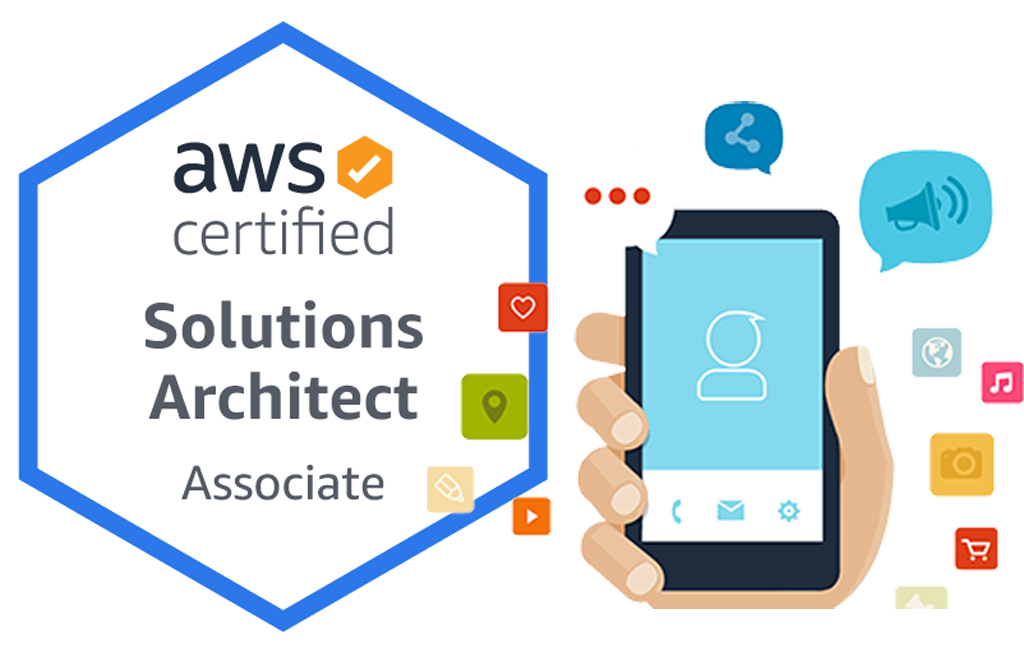 aws
certified
Solutions
Architect
Associate